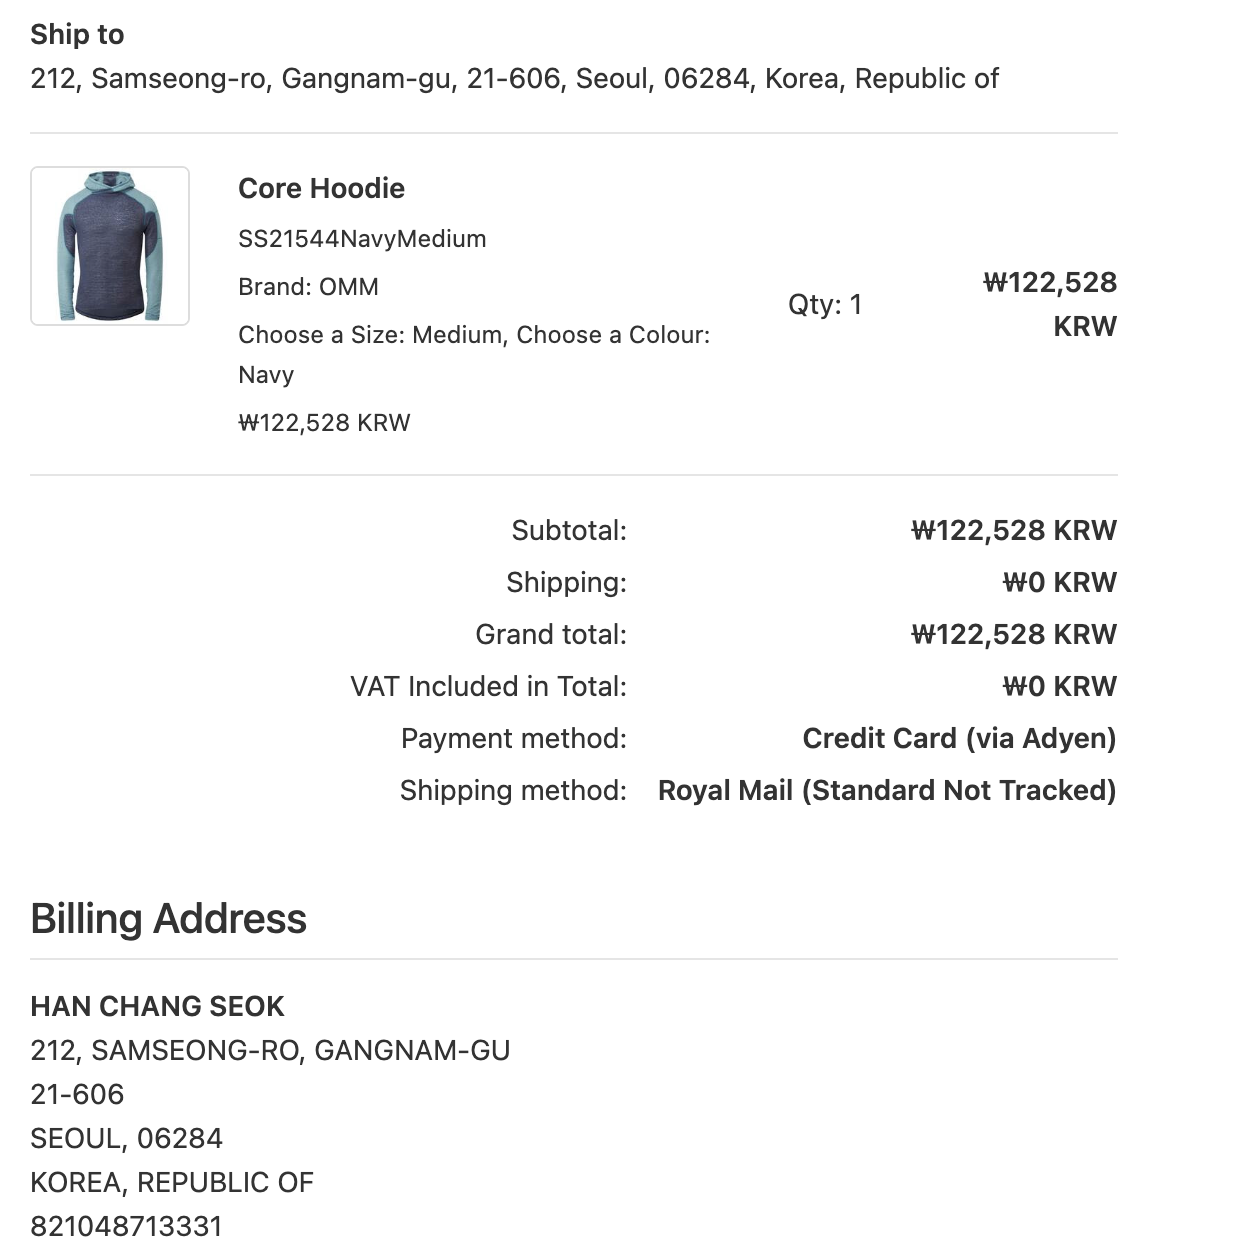 Ship to
212, Samseong-ro, Gangnam-gu, 21-606, Seoul, 06284, Korea, Republic of
Core Hoodie
SS21544NavyMedium
Brand: OMM
Choose a Size: Medium, Choose a Colour:
Navy
₩122,528 KRW
Qty: 1
₩122,528
KRW
Subtotal: ₩122,528 KRW
Shipping: ₩0 KRW
Grand total: ₩122,528 KRW
VAT Included in Total: ₩0 KRW
Payment method: Credit Card (via Adyen)
Shipping method: Royal Mail (Standard Not Tracked)
Billing Address
HAN CHANG SEOK
212, SAMSEONG-RO, GANGNAM-GU
21-606
SEOUL, 06284
KOREA, REPUBLIC OF
821048713331